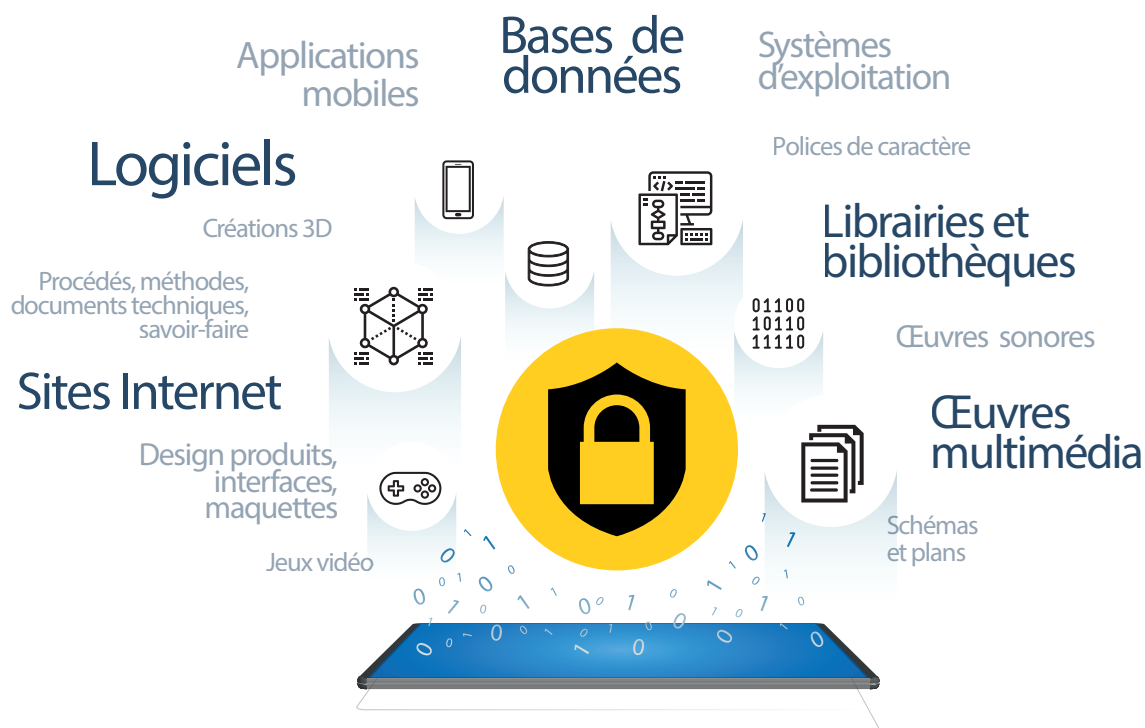 Applications
mobiles
Bases de
données
Systèmes
d'exploitation
Polices de caractère
Logiciels
Créations 3D
Librairies et
bibliothèques
Procédés, méthodes,
documents techniques,
savoir-faire
01100
10110
11110
Œuvres sonores
Sites Internet
Œuvres
multimédia
Design produits,
interfaces,
maquettes
Schémas
et plans
Jeux vidéo